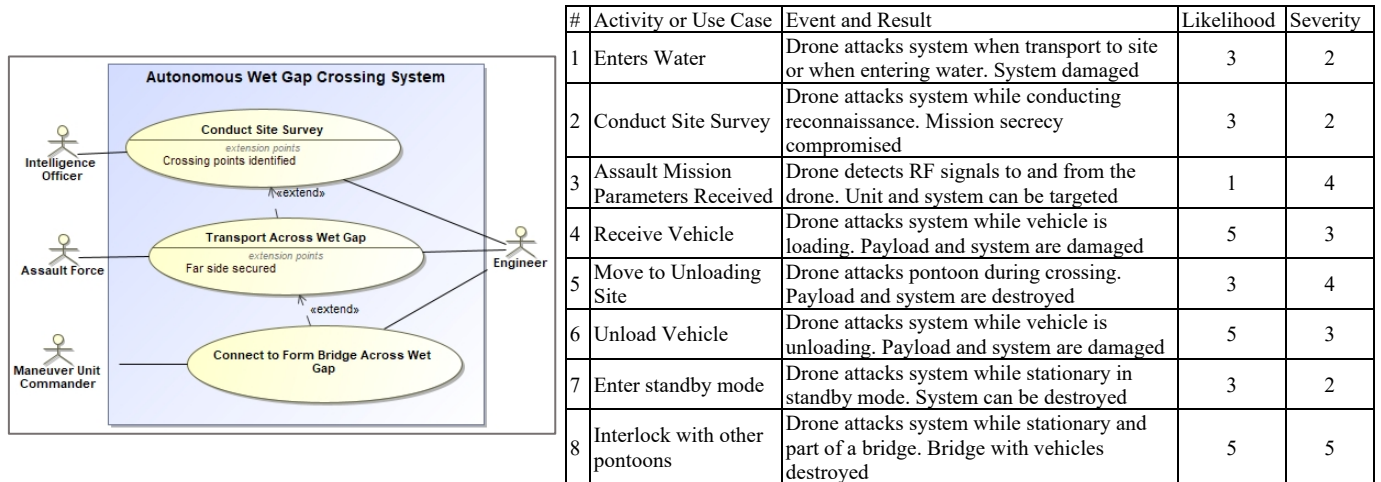 Autonomous Wet Gap Crossing System
Conduct Site Survey
extension points
Crossing points identified
Intelligence
Officer
«extend»
Transport Across Wet Gap
extension points
Far side secured
Assault Force
Engineer
«extend»
Connect to Form Bridge Across Wet
Gap
Maneuver Unit
Commander
# Activity or Use Case Event and Result Likelihood Severity
1 Enters Water Drone attacks system when transport to site
or when entering water. System damaged 3 2
2 Conduct Site Survey Drone attacks system while conducting
reconnaissance. Mission secrecy
compromised 3 2
3 Assault Mission
Parameters Received Drone detects RF signals to and from the
drone. Unit and system can be targeted 1 4
4 Receive Vehicle Drone attacks system while vehicle is
loading. Payload and system are damaged 5 3
5 Move to Unloading
Site Drone attacks pontoon during crossing.
Payload and system are destroyed 3 4
6 Unload Vehicle Drone attacks system while vehicle is
unloading. Payload and system are damaged 5 3
7 Enter standby mode Drone attacks system while stationary in
standby mode. System can be destroyed 3 2
8 Interlock with other
pontoons Drone attacks system while stationary and
part of a bridge. Bridge with vehicles
destroyed 5 5